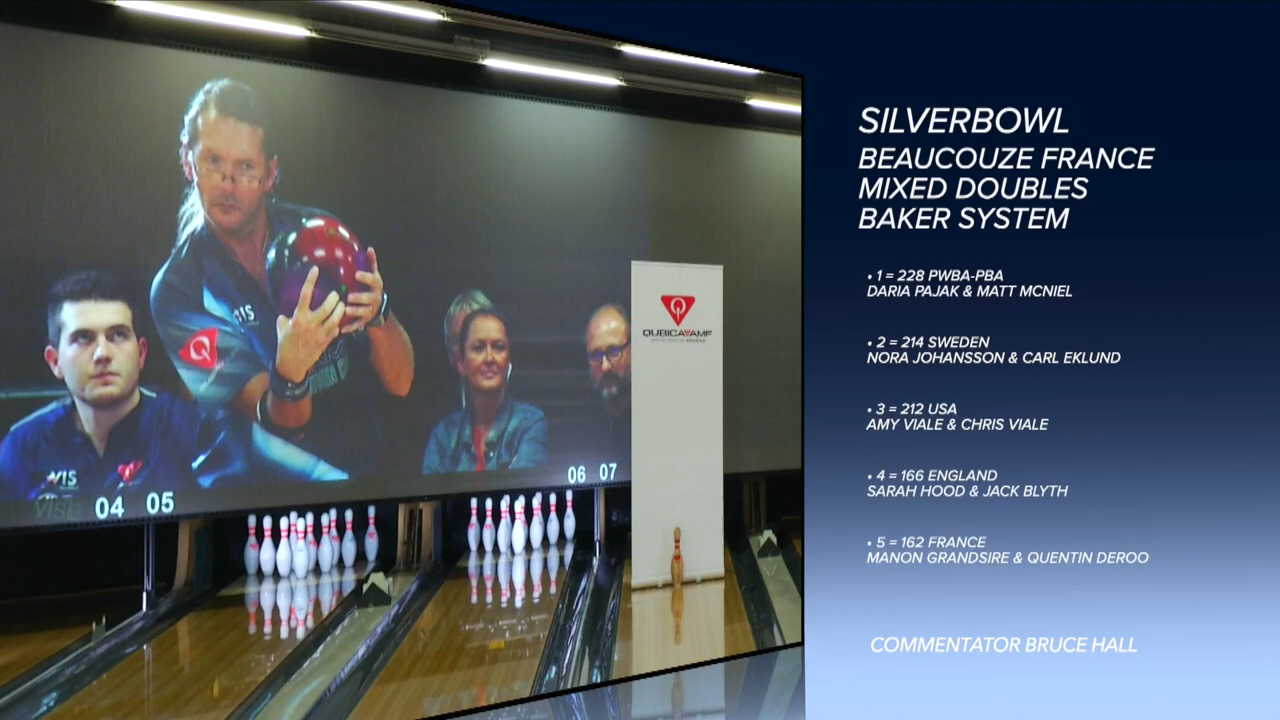 SILVERBOWL
BEAUCOUZE FRANCE
MIXED DOUBLES
BAKER SYSTEM
• 1 = 228 PWBA-PBA
DARIA PAJAK & MATT MCNIEL
• 2 = 214 SWEDEN
NORA JOHANSSON & CARL EKLUND
• 3 = 212 USA
AMY VIALE & CHRIS VIALE
• 4 = 166 ENGLAND
SARAH HOOD & JACK BLYTH
• 5 = 162 FRANCE
MANON GRANDSIRE & QUENTIN DEROO
COMMENTATOR BRUCE HALL
QUBICAAMF
VISE
04 05
06 07